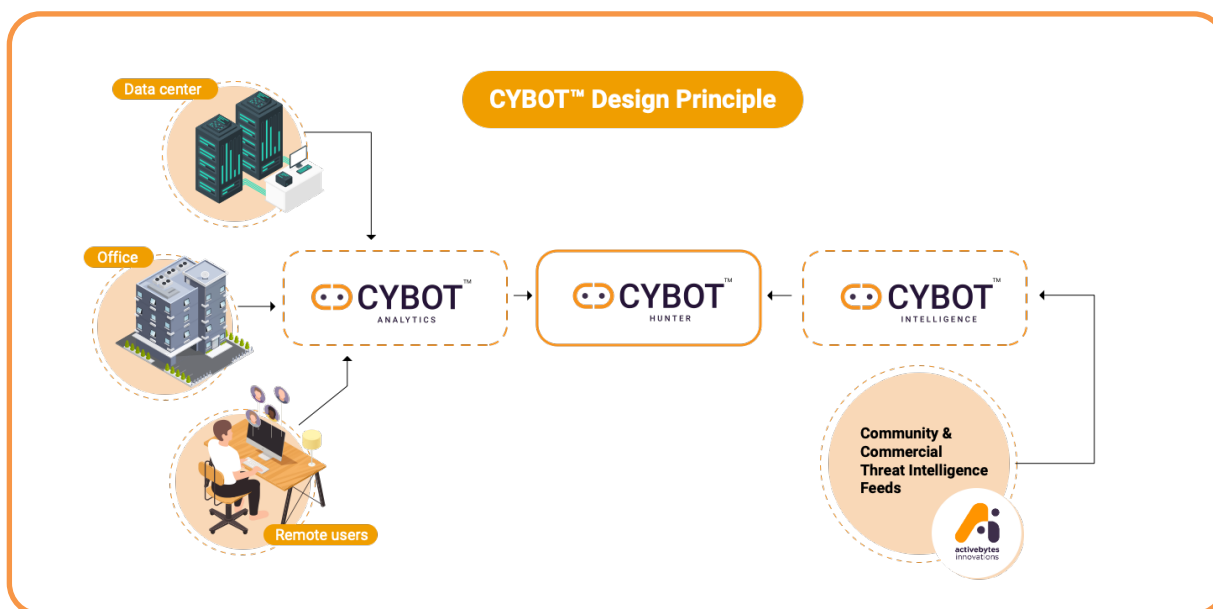 CYBOT™ Design Principle
Data center
Office
Remote users
CYBOT™
ANALYTICS
CYBOT™
HUNTER
CYBOT™
INTELLIGENCE
Community &
Commercial
Threat Intelligence
Feeds
activebytes
innovations